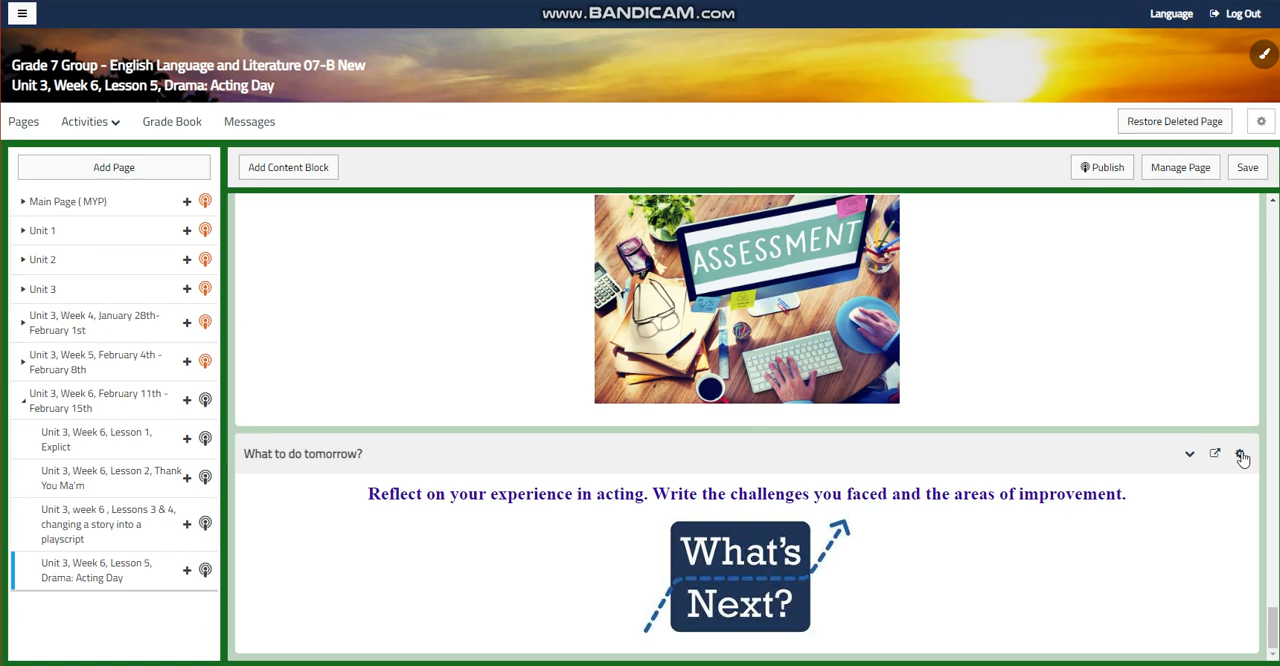 www.BANDICAM.com
Language
Log Out
Grade 7 Group - English Language and Literature 07-B New
Unit 3, Week 6, Lesson 5, Drama: Acting Day
Pages
Activities
Grade Book
Messages
Restore Deleted Page
Add Page
Add Content Block
Publish
Manage Page
Save
Main Page ( MYP)
Unit 1
Unit 2
Unit 3
Unit 3, Week 4, January 28th-
February 1st
Unit 3, Week 5, February 4th -
February 8th
Unit 3, Week 6, February 11th -
February 15th
Unit 3, Week 6, Lesson 1,
Explict
Unit 3, Week 6, Lesson 2, Thank
You Ma'm
Unit 3, week 6 , Lessons 3 & 4,
changing a story into a
playscript
Unit 3, Week 6, Lesson 5,
Drama: Acting Day
ASSESSMENT
What to do tomorrow?
Reflect on your experience in acting. Write the challenges you faced and the areas of improvement.
What's
Next?